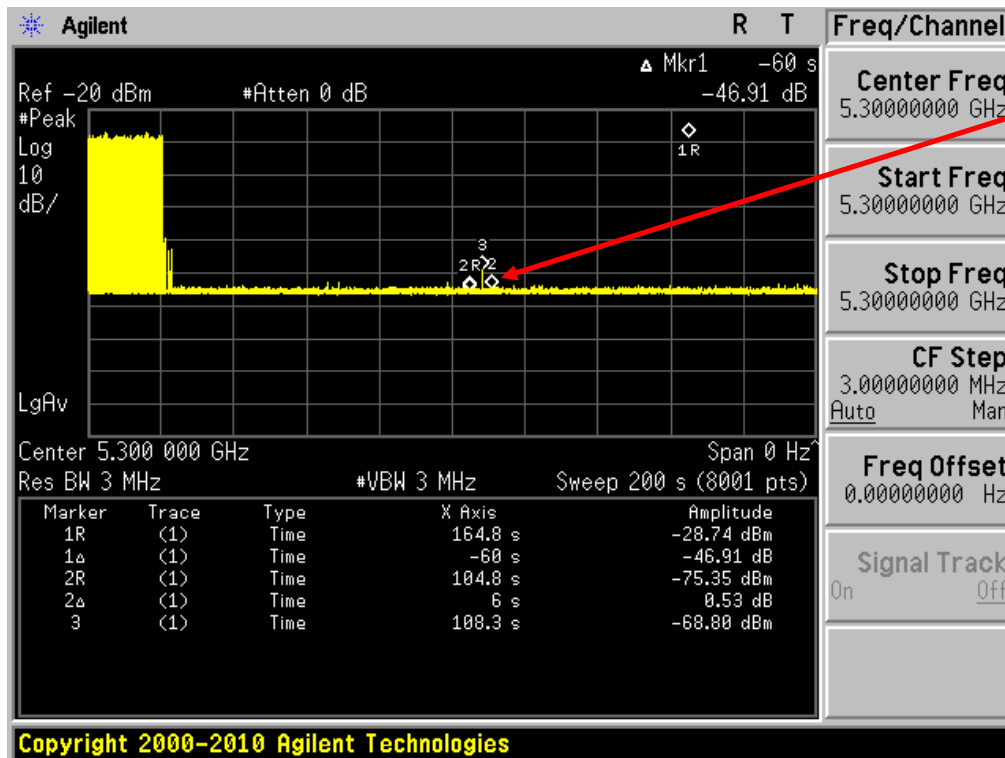 Agilent R T
Δ Mkr1 -60 s
Ref -20 dBm #Atten 0 dB -46.91 dB
#Peak
Log
10
dB/
1R
3
2R 2
LgAv
Center 5.300 000 GHz Span 0 Hz^
Res BW 3 MHz #VBW 3 MHz Sweep 200 s (8001 pts)
Marker Trace Type X Axis Amplitude
1R (1) Time 164.8 s -28.74 dBm
1Δ (1) Time -60 s -46.91 dB
2R (1) Time 104.8 s -75.35 dBm
2Δ (1) Time 6 s 0.53 dB
3 (1) Time 108.3 s -68.80 dBm
Copyright 2000-2010 Agilent Technologies
Freq/Channel
Center Freq
5.30000000 GHz
Start Freq
5.30000000 GHz
Stop Freq
5.30000000 GHz
CF Step
3.00000000 MHz
Auto Man
Freq Offset
0.00000000 Hz
Signal Track
On Off